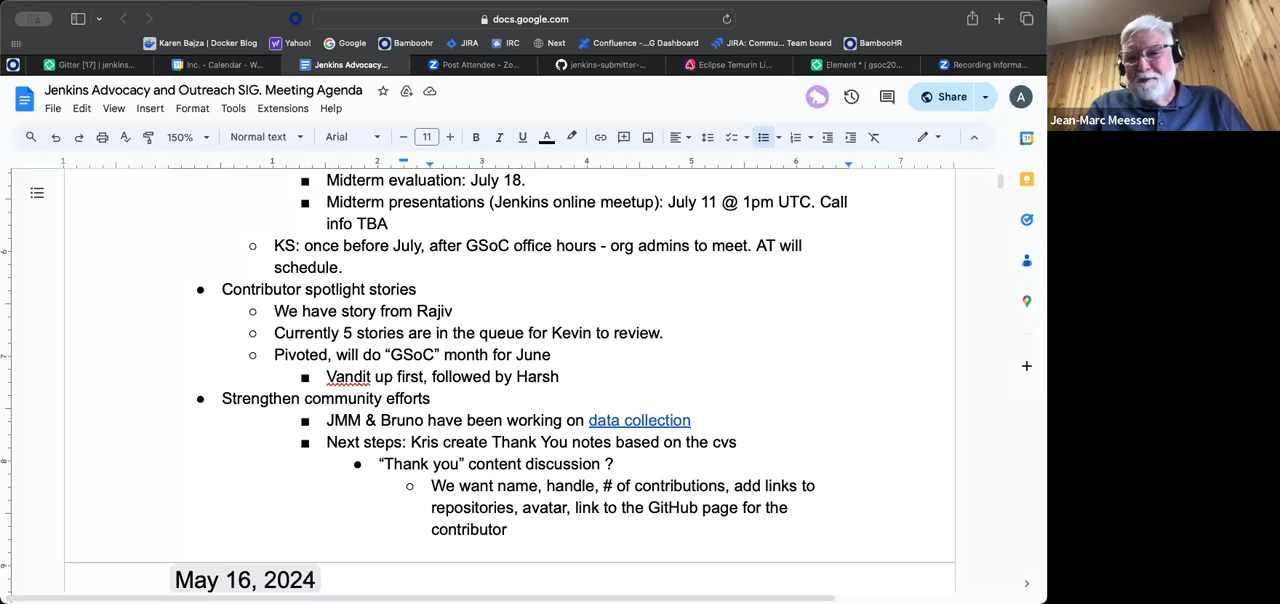 docs.google.com
Karen Bajza | Docker Blog
Yahoo!
Google
Bamboohr
JIRA
IRC
Next
Confluence ...G Dashboard
JIRA: Commu... Team board
BambooHR
Gitter [17] | jenkins...
Inc. - Calendar - W...
Jenkins Advocacy...
Post Attendee - Zo...
jenkins-submitter-...
Eclipse Temurin Li...
Element * | gsoc20...
Recording Informa...
Jenkins Advocacy and Outreach SIG. Meeting Agenda
File Edit View Insert Format Tools Extensions Help
Share
A
150%
Normal text
Arial
11
B I U A
1 1 2 3 4 5 6 7
■ Midterm evaluation: July 18.
■ Midterm presentations (Jenkins online meetup): July 11 @ 1pm UTC. Call
info TBA
○ KS: once before July, after GSoC office hours - org admins to meet. AT will
schedule.
● Contributor spotlight stories
○ We have story from Rajiv
○ Currently 5 stories are in the queue for Kevin to review.
○ Pivoted, will do “GSoC” month for June
■ Vandit up first, followed by Harsh
● Strengthen community efforts
■ JMM & Bruno have been working on data collection
■ Next steps: Kris create Thank You notes based on the cvs
● “Thank you” content discussion ?
○ We want name, handle, # of contributions, add links to
repositories, avatar, link to the GitHub page for the
contributor
May 16, 2024
Jean-Marc Meessen